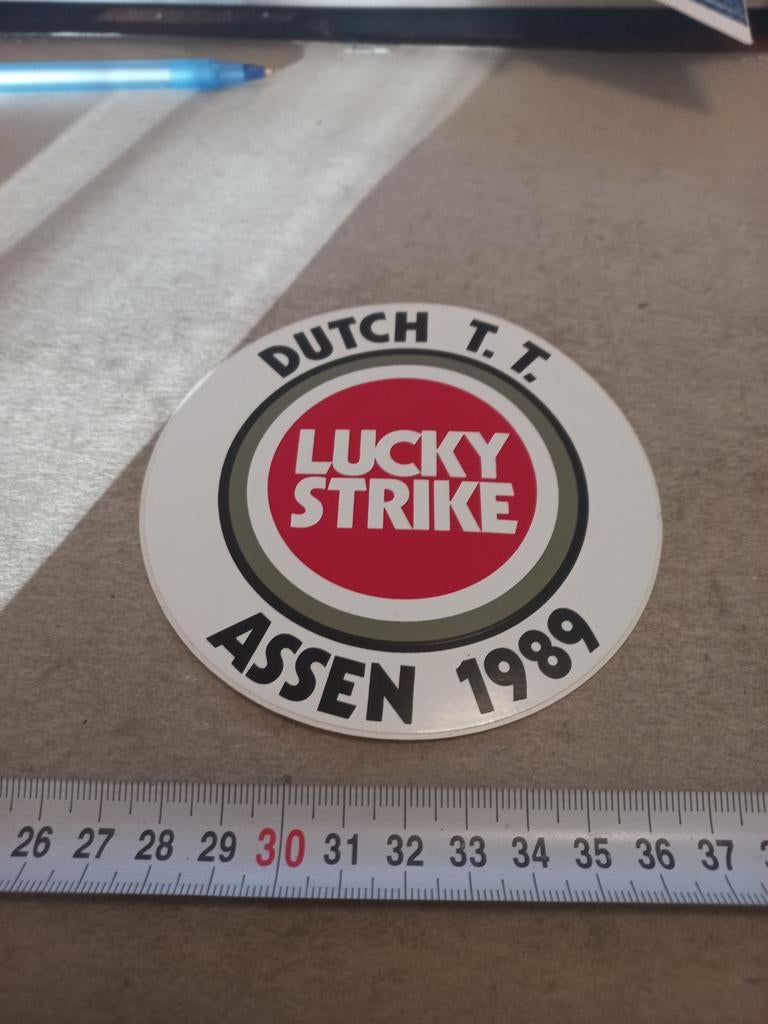 DUTCH T.T.
LUCKY
STRIKE
ASSEN 1989
26 27 28 29 30 31 32 33 34 35 36 37